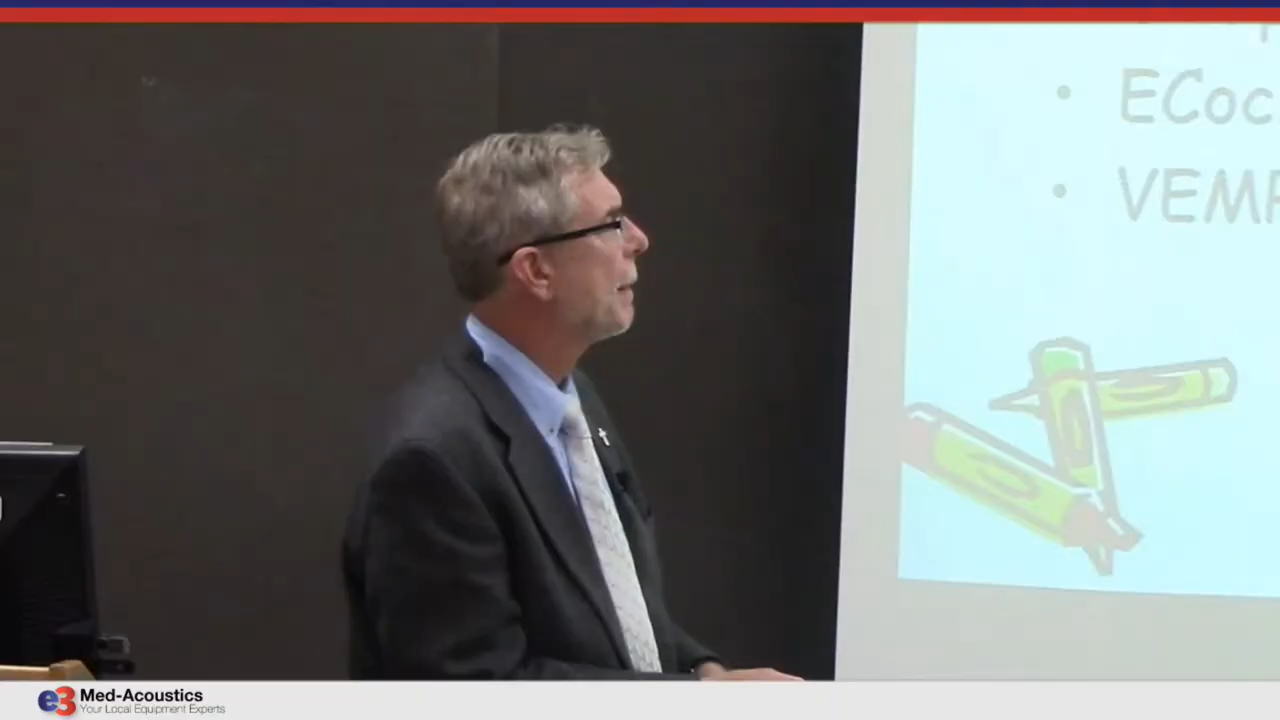 • ECoc
• VEMP
e3 Med-Acoustics
Your Local Equipment Experts